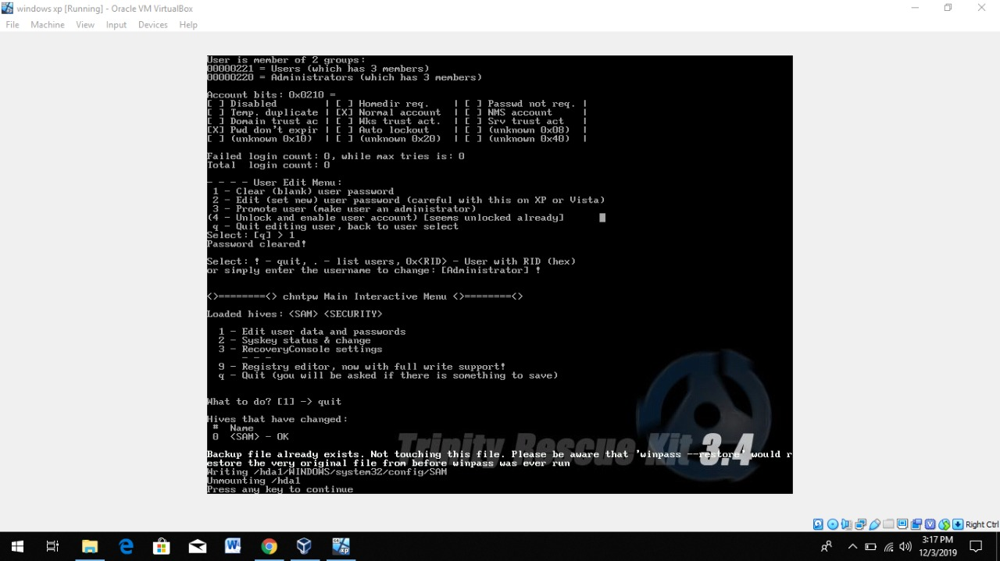 windows xp [Running] - Oracle VM VirtualBox
File Machine View Input Devices Help
User is member of 2 groups:
00000221 = Users (which has 3 members)
00000220 = Administrators (which has 3 members)
Account bits: 0x0210 =
[ ] Disabled | [ ] Homedir req. | [ ] Passwd not req. |
[ ] Temp. duplicate | [X] Normal account | [ ] NMS account |
[ ] Domain trust ac | [ ] Wks trust act. | [ ] Srv trust act |
[X] Pwd don't expir | [ ] Auto lockout | [ ] (unknown 0x08) |
[ ] (unknown 0x10) | [ ] (unknown 0x20) | [ ] (unknown 0x40) |
Failed login count: 0, while max tries is: 0
Total login count: 0
- - - - User Edit Menu:
1 - Clear (blank) user password
2 - Edit (set new) user password (careful with this on XP or Vista)
3 - Promote user (make user an administrator)
(4 - Unlock and enable user account) [seems unlocked already]
q - Quit editing user, back to user select
Select: [q] > 1
Password cleared!
Select: ! - quit, . - list users, 0x<RID> - User with RID (hex)
or simply enter the username to change: [Administrator] !
<>========<> chntpw Main Interactive Menu <>========<>
Loaded hives: <SAM> <SECURITY>
1 - Edit user data and passwords
2 - Syskey status & change
3 - RecoveryConsole settings
- - -
9 - Registry editor, now with full write support!
q - Quit (you will be asked if there is something to save)
What to do? [1] -> quit
Hives that have changed:
# Name
0 <SAM> - OK
Trinity Rescue Kit 3.4
Backup file already exists. Not touching this file. Please be aware that 'winpass --restore' would r
estore the very original file from before winpass was ever run
Writing /hda1/WINDOWS/system32/config/SAM
Unmounting /hda1
Press any key to continue
Right Ctrl
3:17 PM
12/3/2019